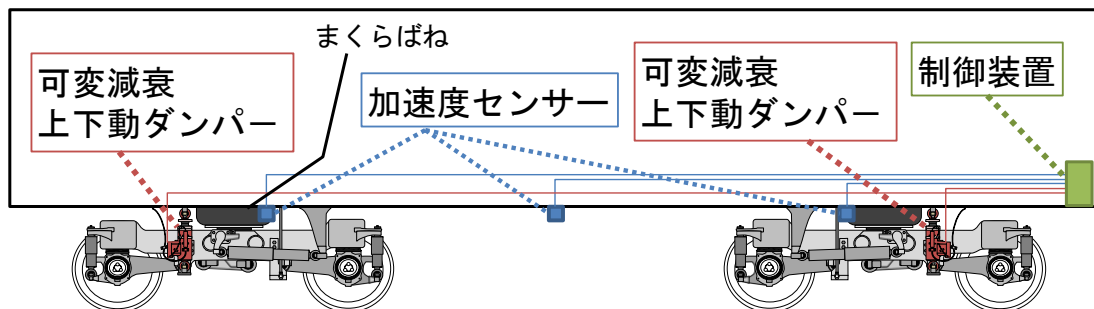 まくらばね
可変減衰
上下動ダンパー
加速度センサー
可変減衰
上下動ダンパー
制御装置